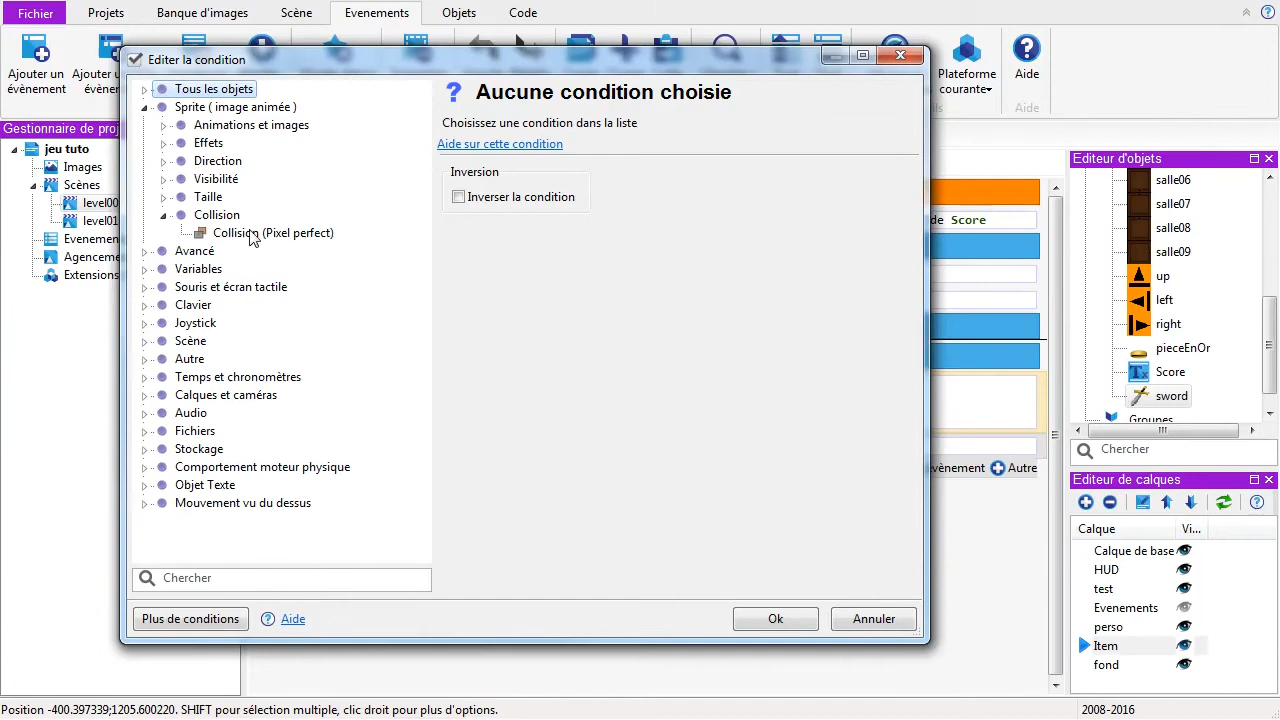 Fichier Projets Banque d'images Scène Evenements Objets Code
Ajouter un évènement
Plateforme courante
Aide
Aide
Gestionnaire de pro
jeu tuto
Images
Scènes
level00
level01
Evenem
Agenceme
Extensions
Editer la condition
Tous les objets
Sprite ( image animée )
Animations et images
Effets
Direction
Visibilité
Taille
Collision
Collision (Pixel perfect)
Avancé
Variables
Souris et écran tactile
Clavier
Joystick
Scène
Autre
Temps et chronomètres
Calques et caméras
Audio
Fichiers
Stockage
Comportement moteur physique
Objet Texte
Mouvement vu du dessus
Chercher
Plus de conditions
Aide
Ok
Annuler
? Aucune condition choisie
Choisissez une condition dans la liste
Aide sur cette condition
Inversion
Inverser la condition
de Score
vènement Autre
Editeur d'objets
salle06
salle07
salle08
salle09
up
left
right
pieceEnOr
Score
sword
Groupes
Chercher
Editeur de calques
Calque Vi...
Calque de base
HUD
test
Evenements
perso
Item
fond
Position -400.397339;1205.600220. SHIFT pour sélection multiple, clic droit pour plus d'options.
2008-2016